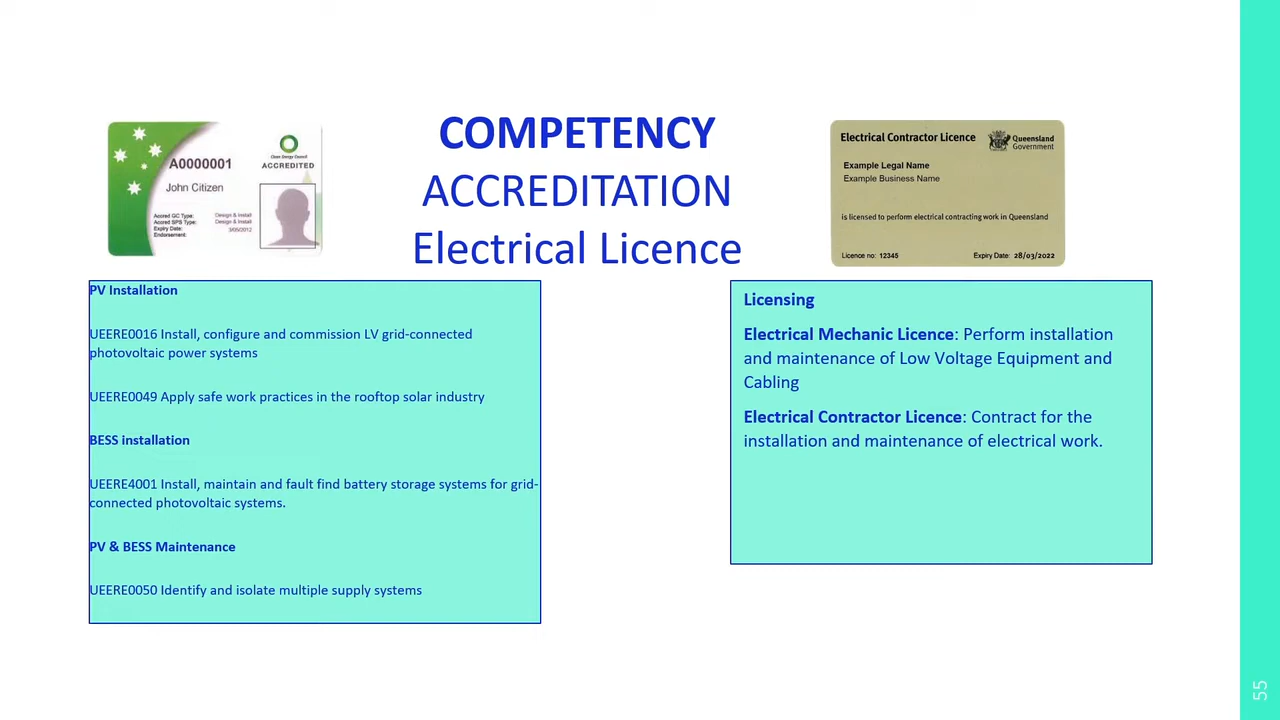 COMPETENCY
ACCREDITATION
Electrical Licence
A0000001
John Citizen
Clean Energy Council
ACCREDITED
Accred GC Type: Design & Install
Accred SPS Type: Design & Install
Expiry Date: 3/05/2012
Endorsement:
Electrical Contractor Licence
Queensland
Government
Example Legal Name
Example Business Name
is licensed to perform electrical contracting work in Queensland
Licence no: 12345 Expiry Date: 28/03/2022
PV Installation
UEERE0016 Install, configure and commission LV grid-connected
photovoltaic power systems
UEERE0049 Apply safe work practices in the rooftop solar industry
BESS installation
UEERE4001 Install, maintain and fault find battery storage systems for grid-
connected photovoltaic systems.
PV & BESS Maintenance
UEERE0050 Identify and isolate multiple supply systems
Licensing
Electrical Mechanic Licence: Perform installation
and maintenance of Low Voltage Equipment and
Cabling
Electrical Contractor Licence: Contract for the
installation and maintenance of electrical work.
55